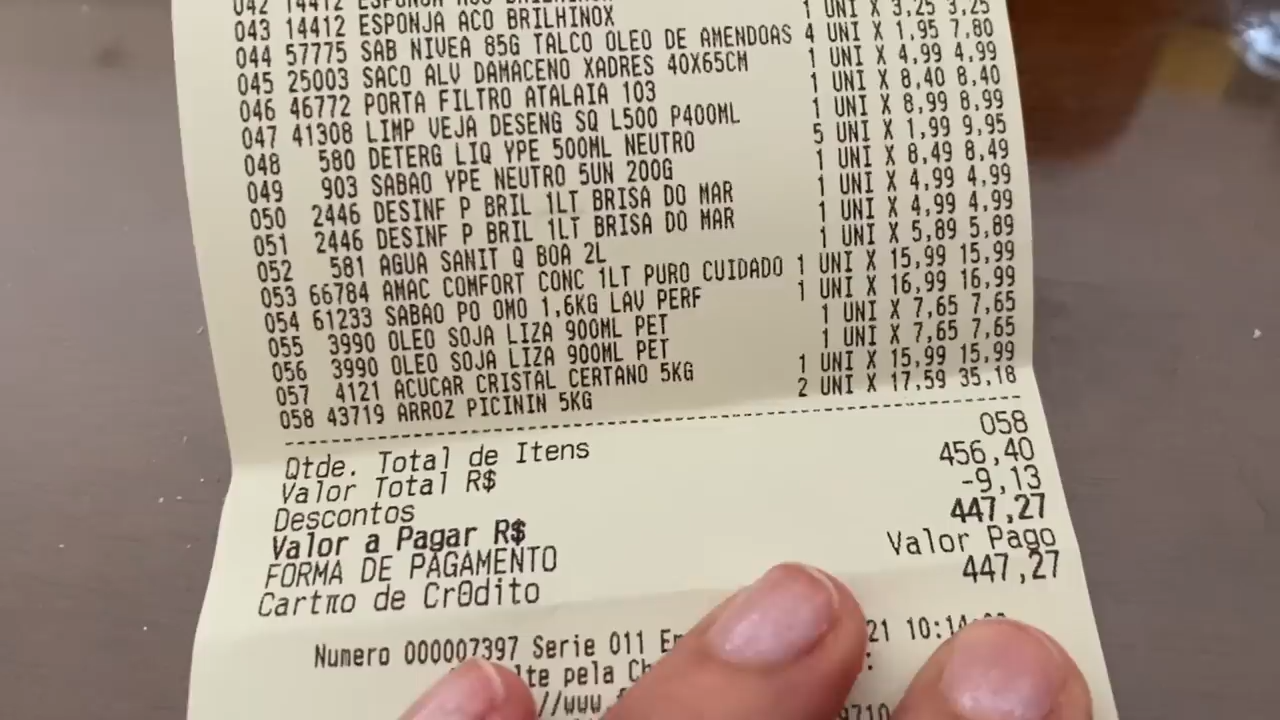 042 14412 ESPONJA ACO BRILHINOX
043 14412 ESPONJA ACO BRILHINOX 1 UNI X 3,25 3,25
044 57775 SAB NIVEA 85G TALCO OLEO DE AMENDOAS 4 UNI X 1,95 7,80
045 25003 SACO ALV DAMACENO XADRES 40X65CM 1 UNI X 4,99 4,99
046 46772 PORTA FILTRO ATALAIA 103 1 UNI X 8,40 8,40
047 41308 LIMP VEJA DESENG SQ L500 P400ML 1 UNI X 8,99 8,99
048 580 DETERG LIQ YPE 500ML NEUTRO 5 UNI X 1,99 9,95
049 903 SABAO YPE NEUTRO 5UN 200G 1 UNI X 8,49 8,49
050 2446 DESINF P BRIL 1LT BRISA DO MAR 1 UNI X 4,99 4,99
051 2446 DESINF P BRIL 1LT BRISA DO MAR 1 UNI X 4,99 4,99
052 581 AGUA SANIT Q BOA 2L 1 UNI X 5,89 5,89
053 66784 AMAC COMFORT CONC 1LT PURO CUIDADO 1 UNI X 15,99 15,99
054 61233 SABAO PO OMO 1,6KG LAV PERF 1 UNI X 16,99 16,99
055 3990 OLEO SOJA LIZA 900ML PET 1 UNI X 7,65 7,65
056 3990 OLEO SOJA LIZA 900ML PET 1 UNI X 7,65 7,65
057 4121 ACUCAR CRISTAL CERTANO 5KG 1 UNI X 15,99 15,99
058 43719 ARROZ PICININ 5KG 2 UNI X 17,59 35,18
Qtde. Total de Itens 058
Valor Total R$ 456,40
Descontos -9,13
Valor a Pagar R$ 447,27
FORMA DE PAGAMENTO Valor Pago
Cartπo de Cr0dito 447,27
Numero 000007397 Serie 011 21 10:14
pela
//www.
9710